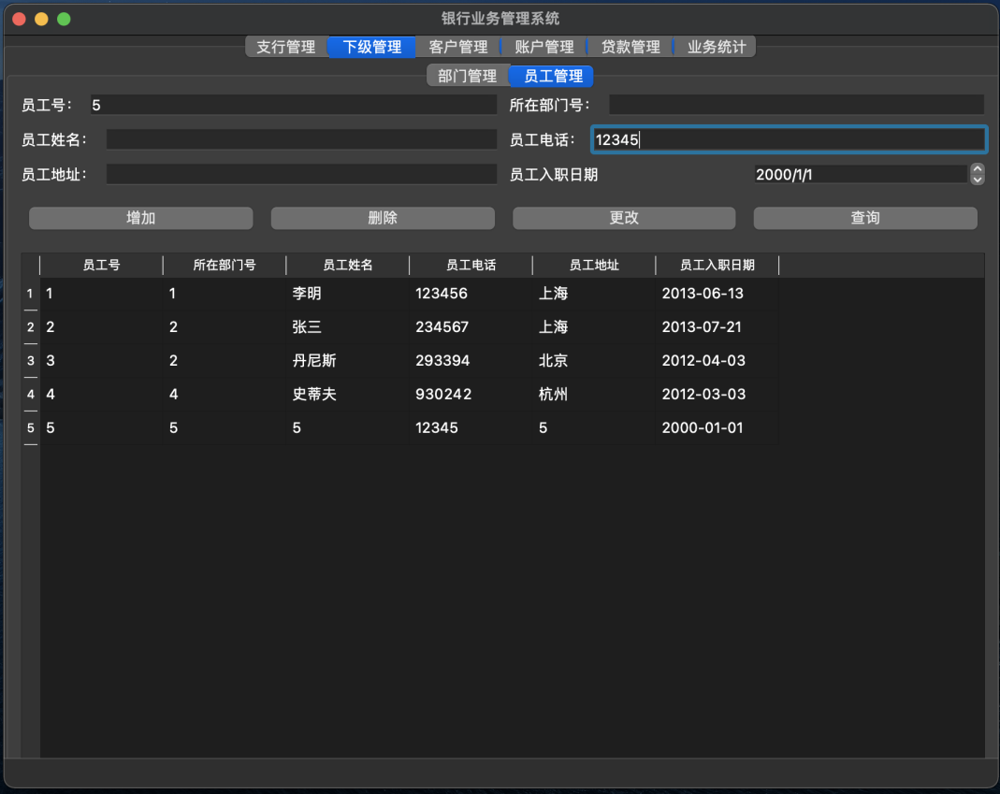 银行业务管理系统
支行管理 下级管理 客户管理 账户管理 贷款管理 业务统计
部门管理 员工管理
员工号： 5 所在部门号：
员工姓名： 员工电话： 12345
员工地址： 员工入职日期 2000/1/1
增加 删除 更改 查询
员工号 所在部门号 员工姓名 员工电话 员工地址 员工入职日期
1 1 1 李明 123456 上海 2013-06-13
2 2 2 张三 234567 上海 2013-07-21
3 3 2 丹尼斯 293394 北京 2012-04-03
4 4 4 史蒂夫 930242 杭州 2012-03-03
5 5 5 5 12345 5 2000-01-01